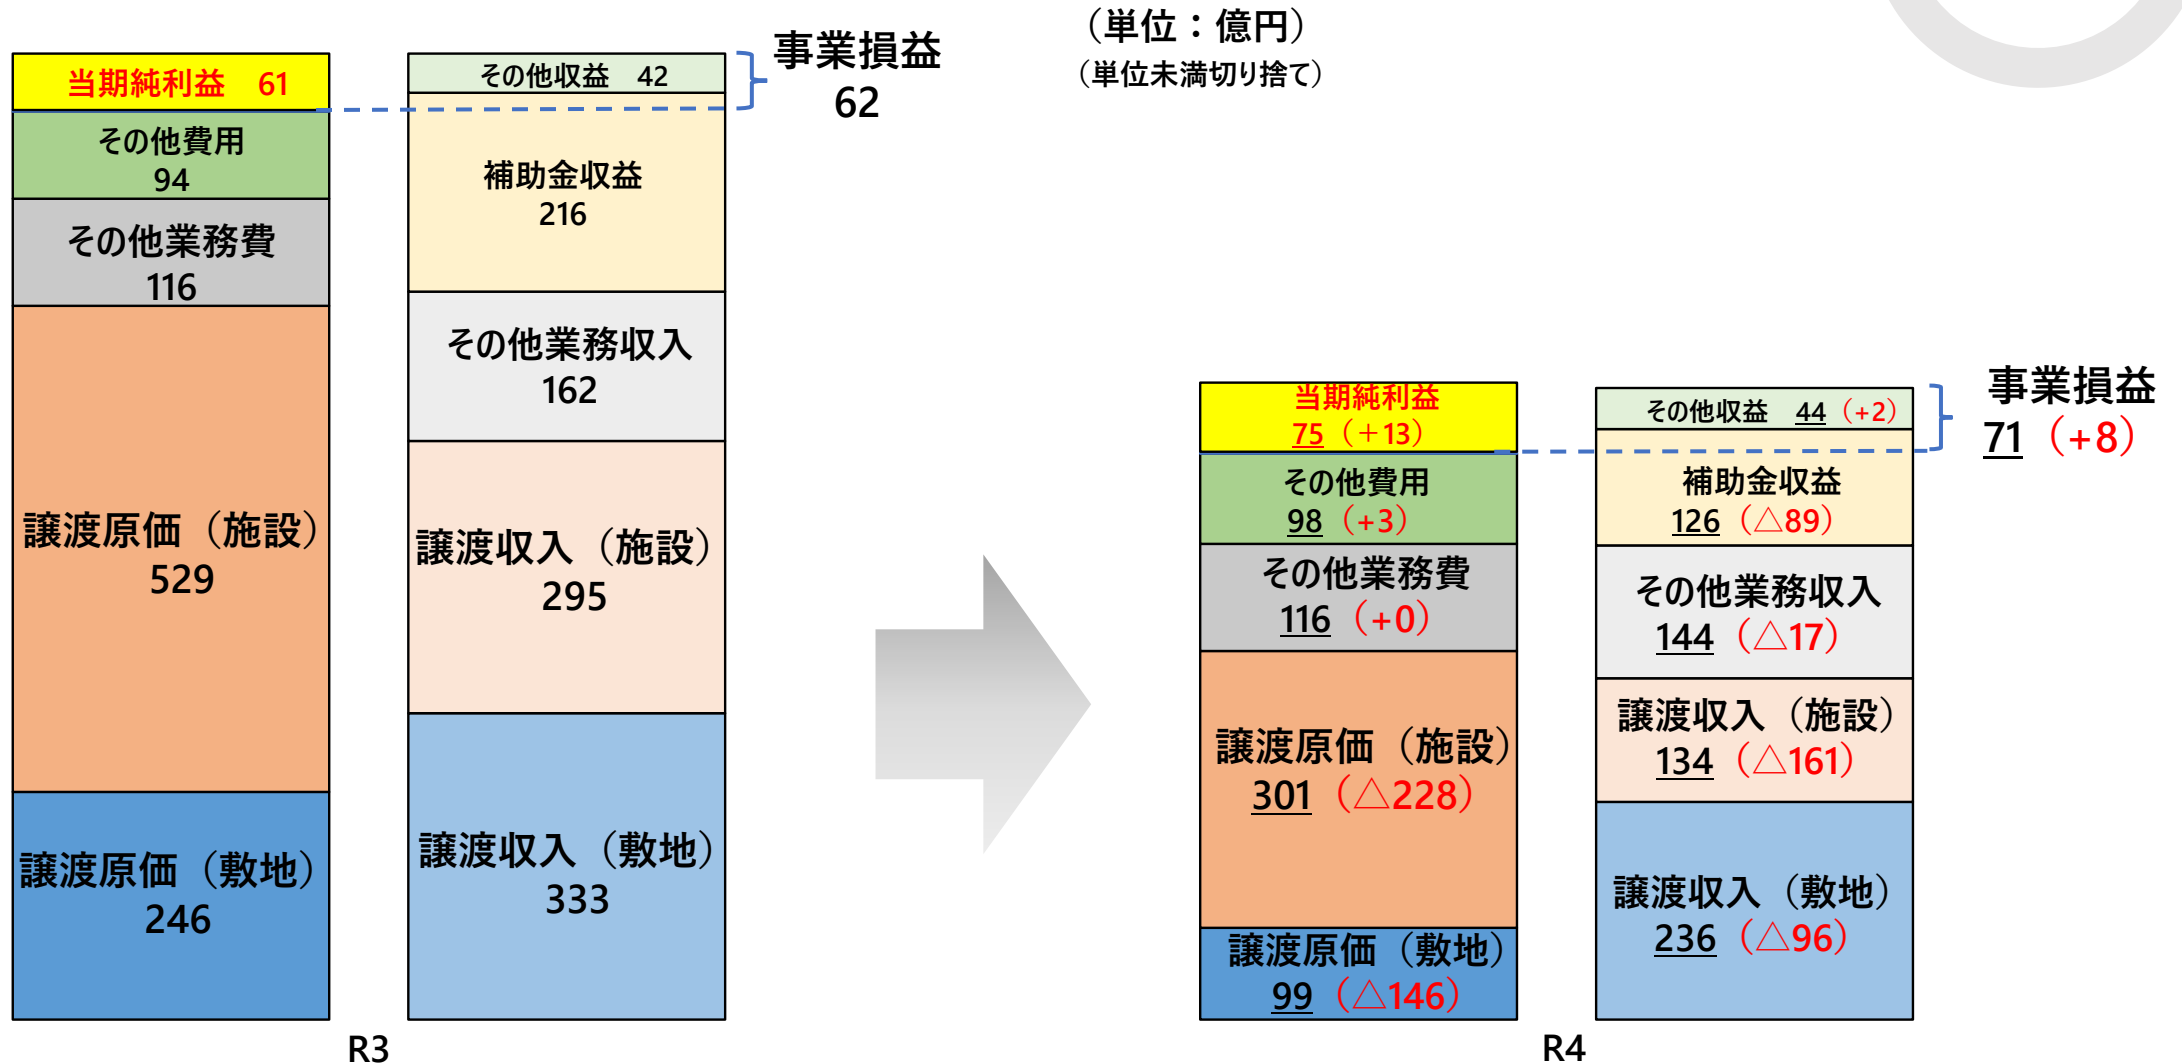 （単位：億円）
（単位未満切り捨て）
当期純利益　61
その他費用
94
その他業務費
116
譲渡原価（施設）
529
譲渡原価（敷地）
246
その他収益　42
補助金収益
216
その他業務収入
162
譲渡収入（施設）
295
譲渡収入（敷地）
333
事業損益
62
R3
当期純利益
75（＋13）
その他費用
98（+3）
その他業務費
116（+0）
譲渡原価（施設）
301（△228）
譲渡原価（敷地）
99（△146）
その他収益　44（+2）
補助金収益
126（△89）
その他業務収入
144（△17）
譲渡収入（施設）
134（△161）
譲渡収入（敷地）
236（△96）
事業損益
71（+8）
R4